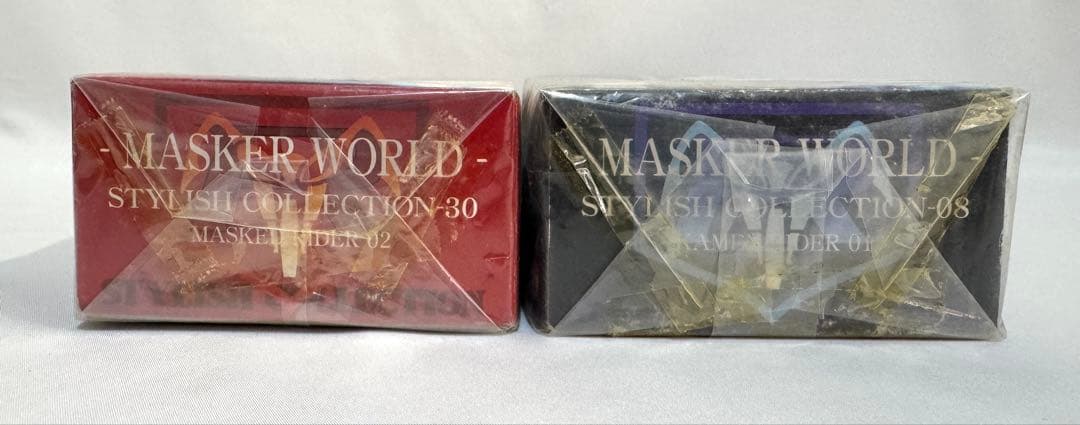 - MASKER WORLD -
STYLISH COLLECTION-30
MASKED RIDER 02
- MASKER WORLD -
STYLISH COLLECTION-08
RIDER 01